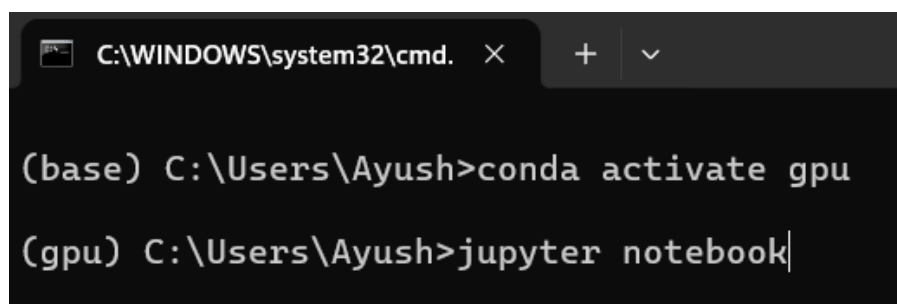 C:\WINDOWS\system32\cmd.
(base) C:\Users\Ayush>conda activate gpu
(gpu) C:\Users\Ayush>jupyter notebook